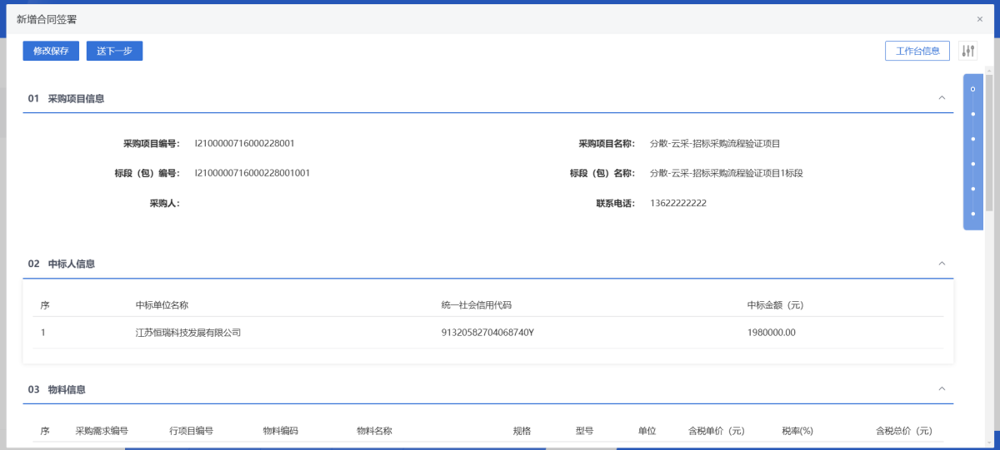 新增合同签署
修改保存 送下一步 工作台信息
01 采购项目信息
采购项目编号： I2100000716000228001 采购项目名称： 分散-云采-招标采购流程验证项目
标段（包）编号： I2100000716000228001001 标段（包）名称： 分散-云采-招标采购流程验证项目1标段
采购人： 联系电话： 13622222222
02 中标人信息
序 中标单位名称 统一社会信用代码 中标金额（元）
1 江苏恒瑞科技发展有限公司 91320582704068740Y 1980000.00
03 物料信息
序 采购需求编号 行项目编号 物料编码 物料名称 规格 型号 单位 含税单价（元） 税率(%) 含税总价（元）